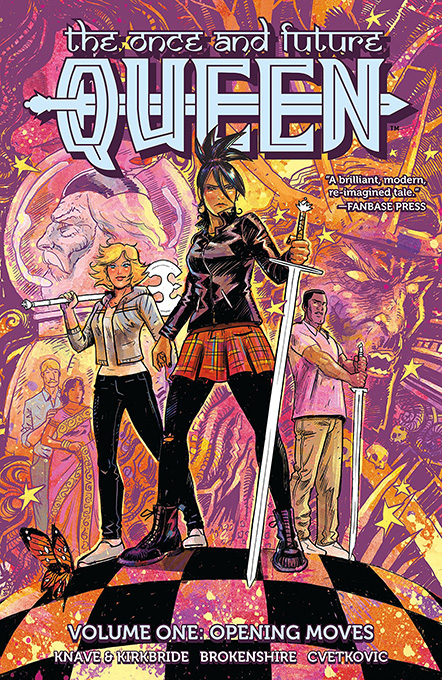 the once and future
QUEEN™
"A brilliant, modern,
re-imagined tale."
—FANBASE PRESS
VOLUME ONE: OPENING MOVES
KNAVE & KIRKBRIDE BROKENSHIRE CVETKOVIC